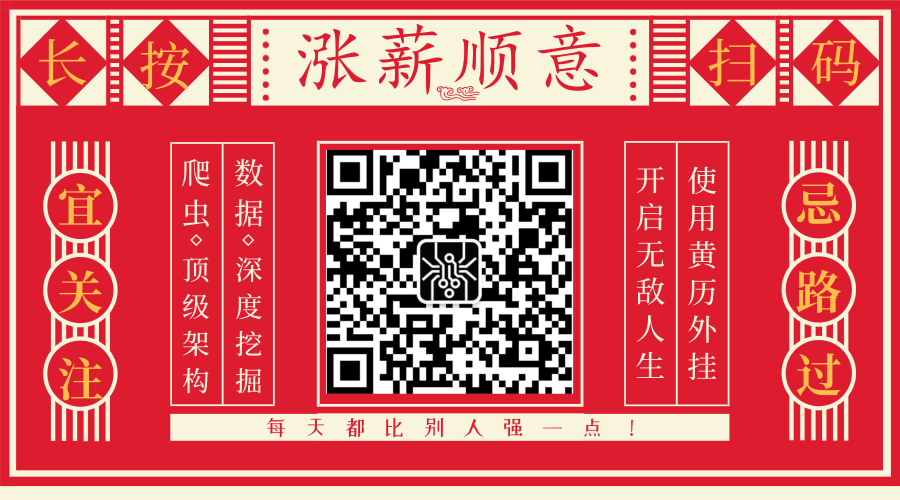 长按
涨薪顺意
扫码
宜关注
爬虫◇顶级架构
数据◇深度挖掘
开启无敌人生
使用黄历外挂
忌路过
每天都比别人强一点！